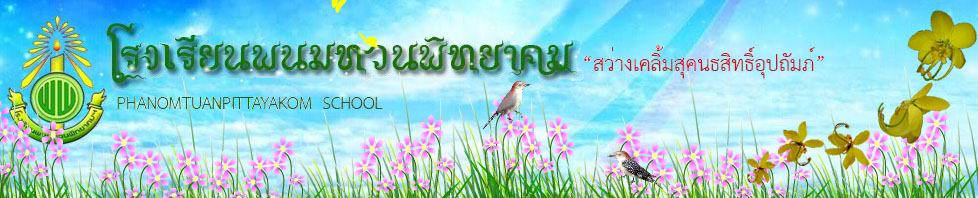 โรงเรียนพนมทวนพิทยาคม
“สว่างเคลิ้มสุคนธสิทธิ์อุปถัมภ์”
PHANOMTUANPITTAYAKOM SCHOOL